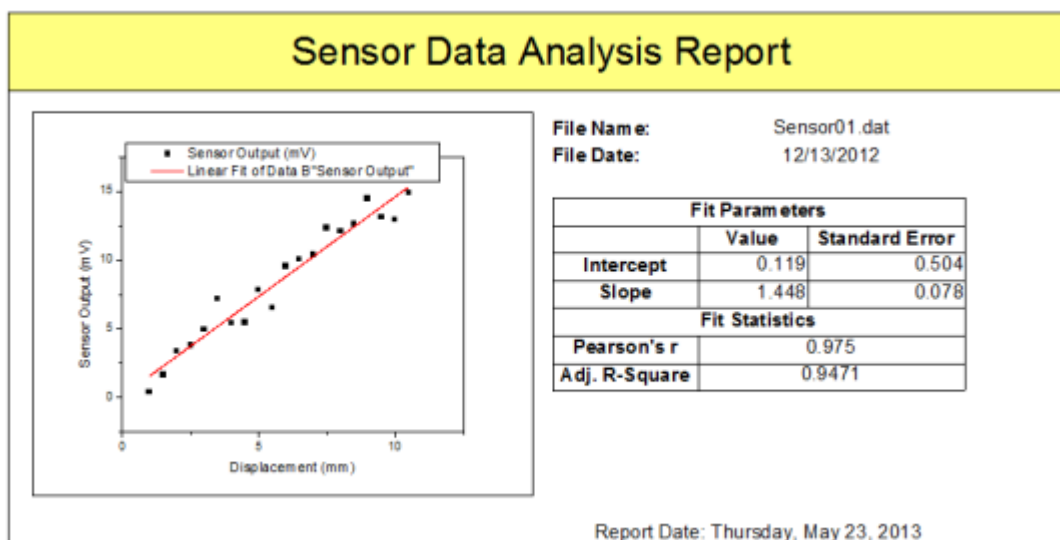 Sensor Data Analysis Report
Sensor Output (mV)
Linear Fit of Data B"Sensor Output"
15
10
5
0
Sensor Output (mV)
0 5 10
Displacement (mm)
File Name: Sensor01.dat
File Date: 12/13/2012
Fit Parameters
Value Standard Error
Intercept 0.119 0.504
Slope 1.448 0.078
Fit Statistics
Pearson's r 0.975
Adj. R-Square 0.9471
Report Date: Thursday, May 23, 2013